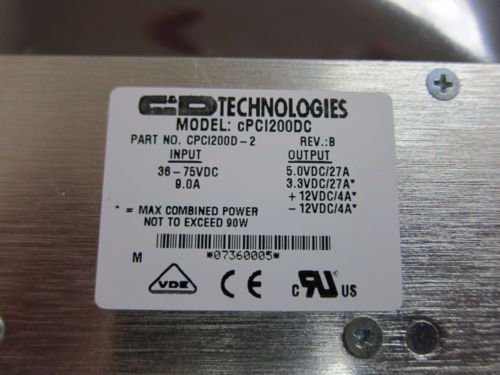 C&D TECHNOLOGIES
MODEL: cPCI200DC
PART NO. CPCI200D-2 REV.:B
INPUT OUTPUT
36-75VDC 5.0VDC/27A
9.0A 3.3VDC/27A*
+12VDC/4A*
-12VDC/4A*
* = MAX COMBINED POWER
NOT TO EXCEED 90W
M *07360005*
VDE CE c RU US